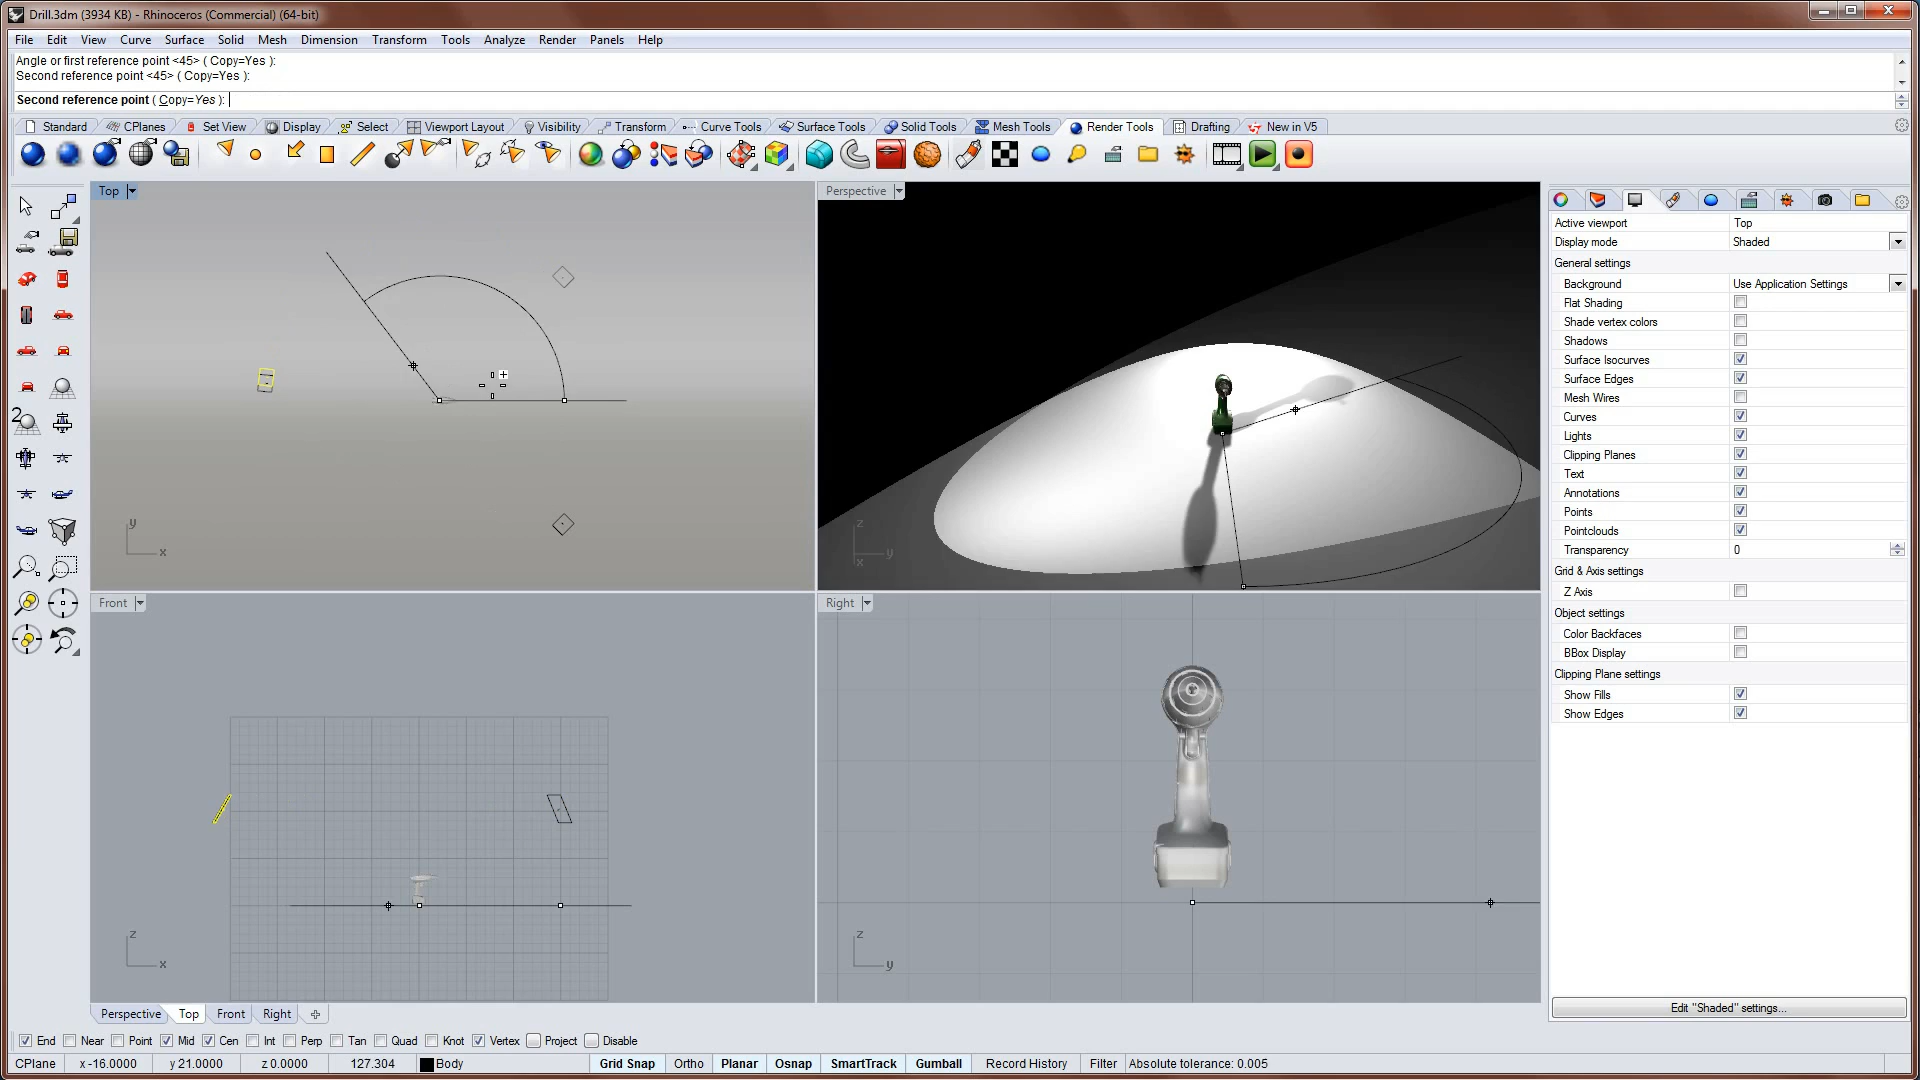 Drill.3dm (3934 KB) - Rhinoceros (Commercial) (64-bit)
File Edit View Curve Surface Solid Mesh Dimension Transform Tools Analyze Render Panels Help
Angle or first reference point <45> ( Copy=Yes ):
Second reference point <45> ( Copy=Yes ):
Second reference point ( Copy=Yes ):
Standard CPlanes Set View Display Select Viewport Layout Visibility Transform Curve Tools Surface Tools Solid Tools Mesh Tools Render Tools Drafting New in V5
Top
Perspective
Active viewport Top
Display mode Shaded
General settings
Background Use Application Settings
Flat Shading
Shade vertex colors
Shadows
Surface Isocurves
Surface Edges
Mesh Wires
Curves
Lights
Clipping Planes
Text
Annotations
Points
Pointclouds
Transparency 0
Grid & Axis settings
Z Axis
Object settings
Color Backfaces
BBox Display
Clipping Plane settings
Show Fills
Show Edges
Edit "Shaded" settings...
2
y
x
z
y
x
Front
Right
z
x
z
y
Perspective Top Front Right
End Near Point Mid Cen Int Perp Tan Quad Knot Vertex Project Disable
CPlane x -16.0000 y 21.0000 z 0.0000 127.304 Body Grid Snap Ortho Planar Osnap SmartTrack Gumball Record History Filter Absolute tolerance: 0.005